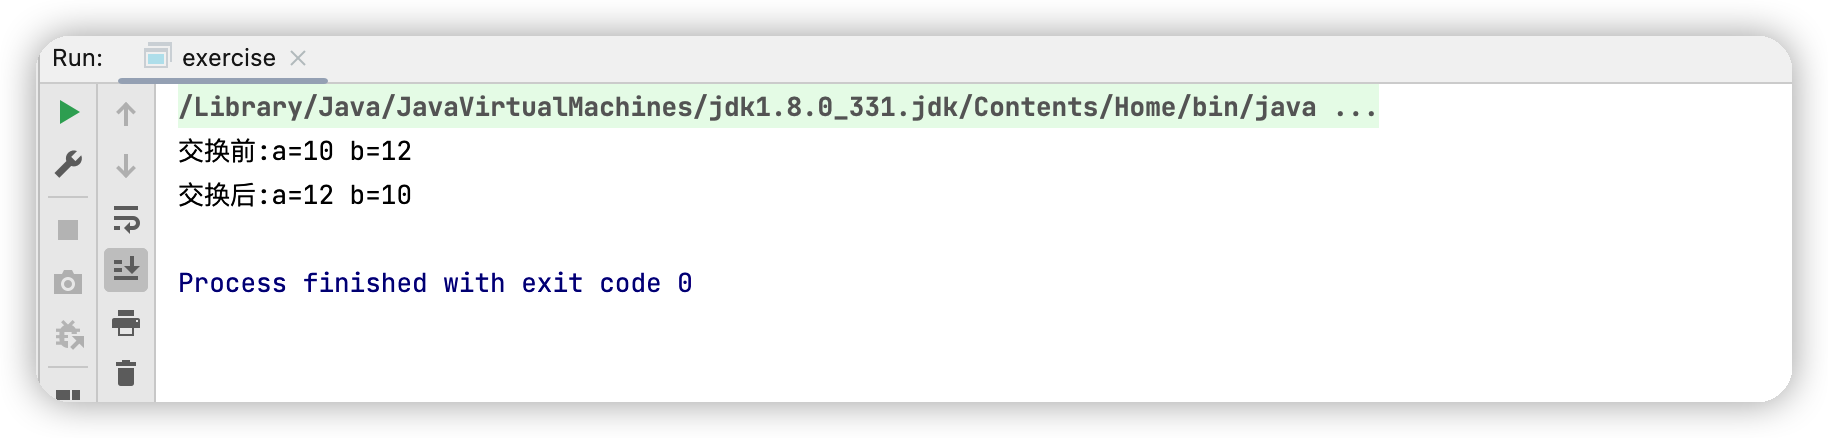 Run: exercise
/Library/Java/JavaVirtualMachines/jdk1.8.0_331.jdk/Contents/Home/bin/java ...
交换前:a=10 b=12
交换后:a=12 b=10
Process finished with exit code 0